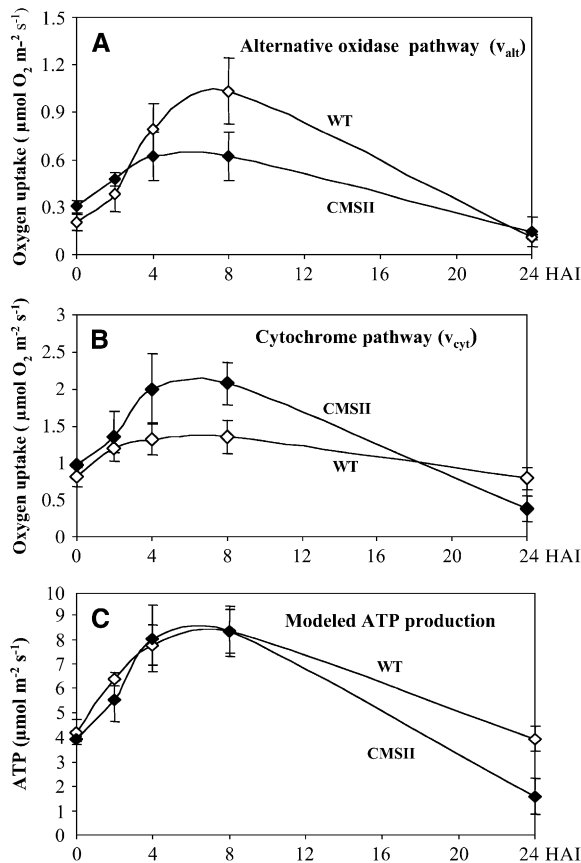 A
Alternative oxidase pathway (valt)
Oxygen uptake ( µmol O2 m-2 s-1)
1.5
1.2
0.9
0.6
0.3
0
WT
CMSII
0 4 8 12 16 20 24 HAI
B
Cytochrome pathway (vcyt)
Oxygen uptake ( µmol O2 m-2 s-1)
3
2.5
2
1.5
1
0.5
0
CMSII
WT
0 4 8 12 16 20 24 HAI
C
Modeled ATP production
ATP (µmol m-2 s-1)
10
9
8
7
6
5
4
3
2
1
0
WT
CMSII
0 4 8 12 16 20 24 HAI